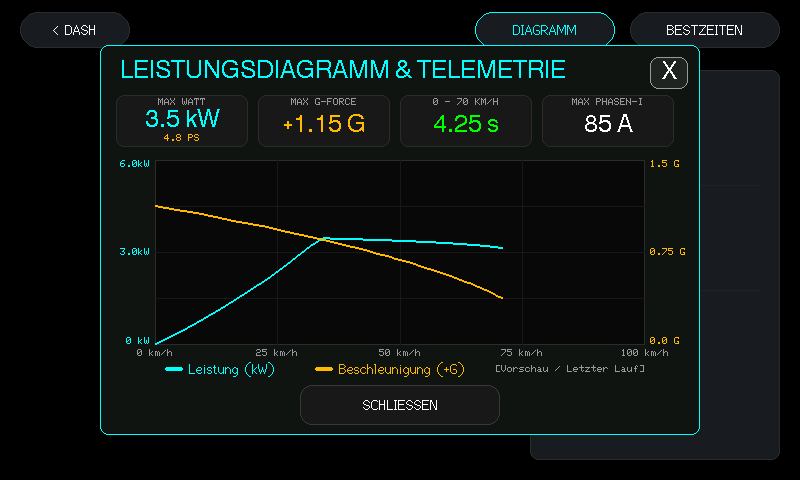 < DASH
DIAGRAMM
BESTZEITEN
LEISTUNGSDIAGRAMM & TELEMETRIE
X
MAX WATT
3.5 kW
4.8 PS
MAX G-FORCE
+1.15 G
0 - 70 KM/H
4.25 s
MAX PHASEN-I
85 A
6.0kW
3.0kW
0 kW
1.5 G
0.75 G
0.0 G
0 km/h
25 km/h
50 km/h
75 km/h
100 km/h
Leistung (kW)
Beschleunigung (+G)
[Vorschau / Letzter Lauf]
SCHLIESSEN